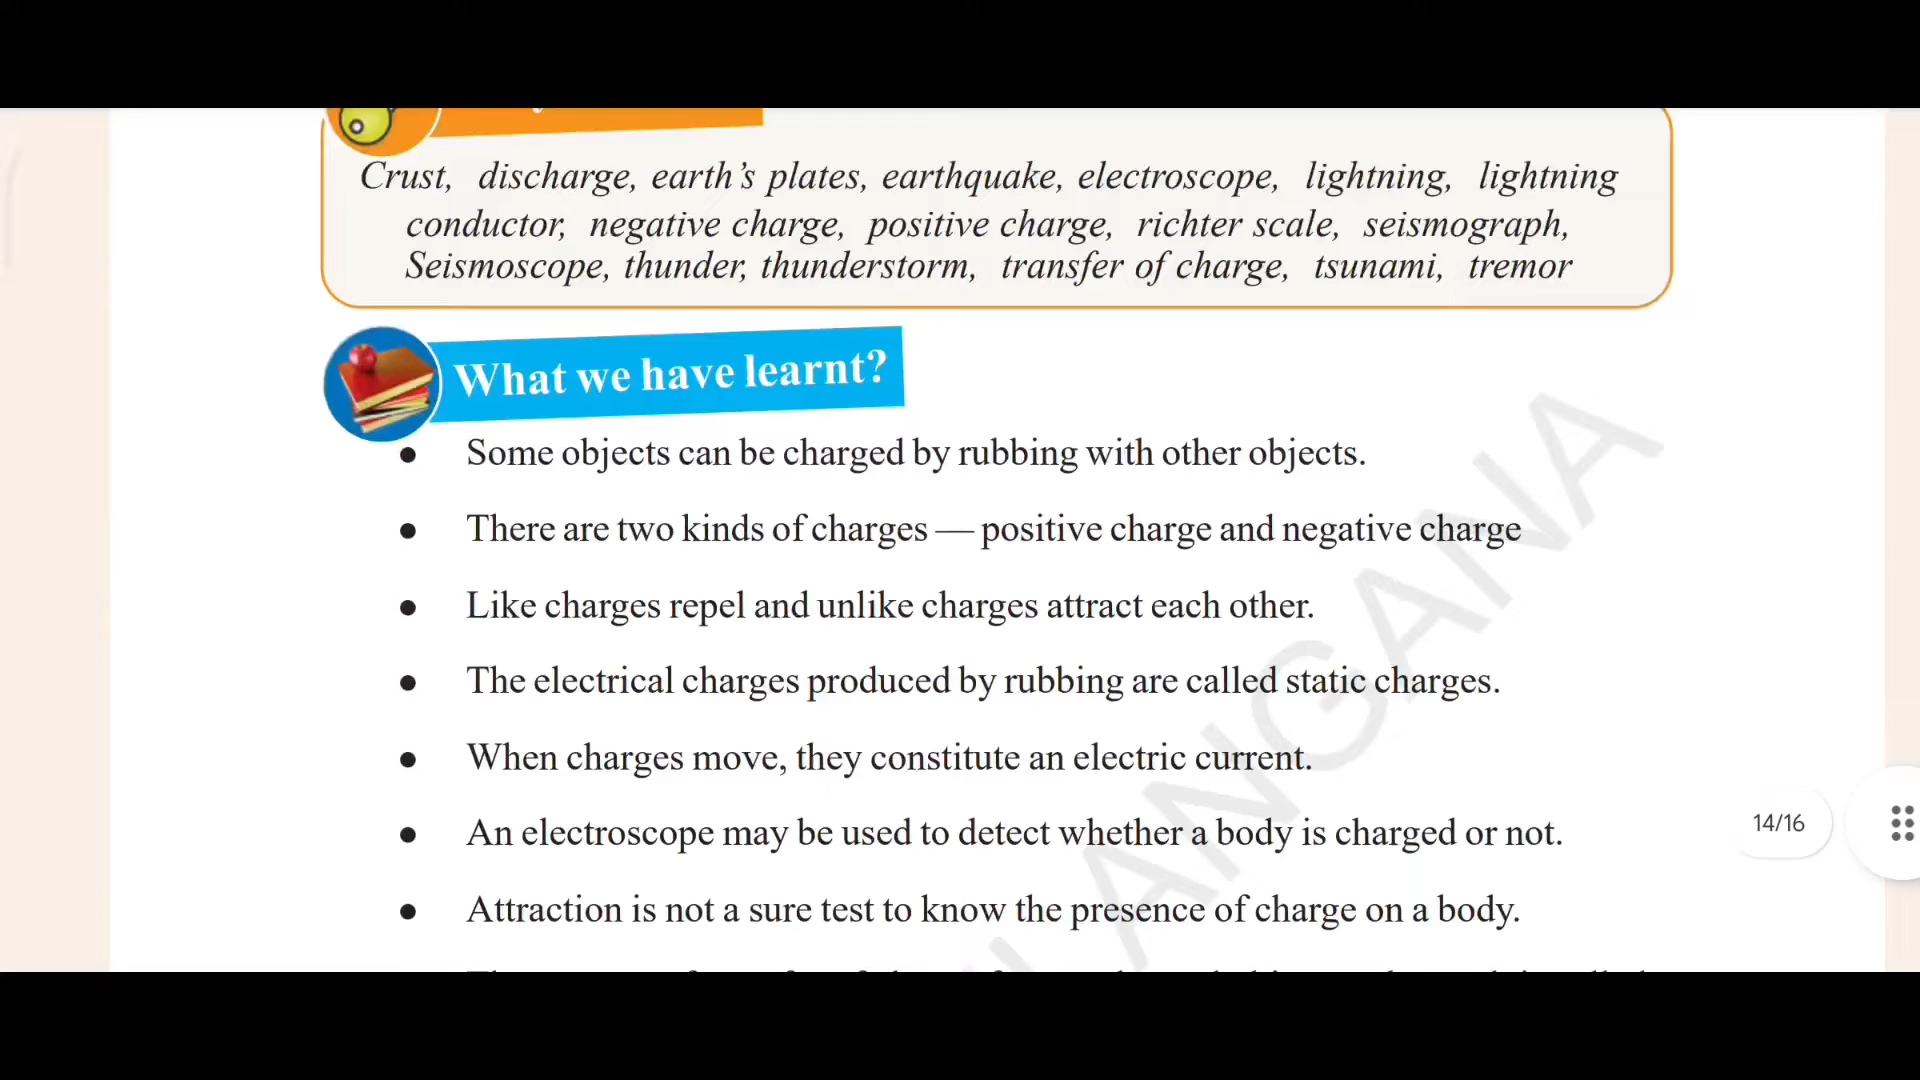 Crust, discharge, earth’s plates, earthquake, electroscope, lightning, lightning
conductor, negative charge, positive charge, richter scale, seismograph,
Seismoscope, thunder, thunderstorm, transfer of charge, tsunami, tremor
What we have learnt?
● Some objects can be charged by rubbing with other objects.
● There are two kinds of charges — positive charge and negative charge
● Like charges repel and unlike charges attract each other.
● The electrical charges produced by rubbing are called static charges.
● When charges move, they constitute an electric current.
● An electroscope may be used to detect whether a body is charged or not.
● Attraction is not a sure test to know the presence of charge on a body.
14/16
LANGANA